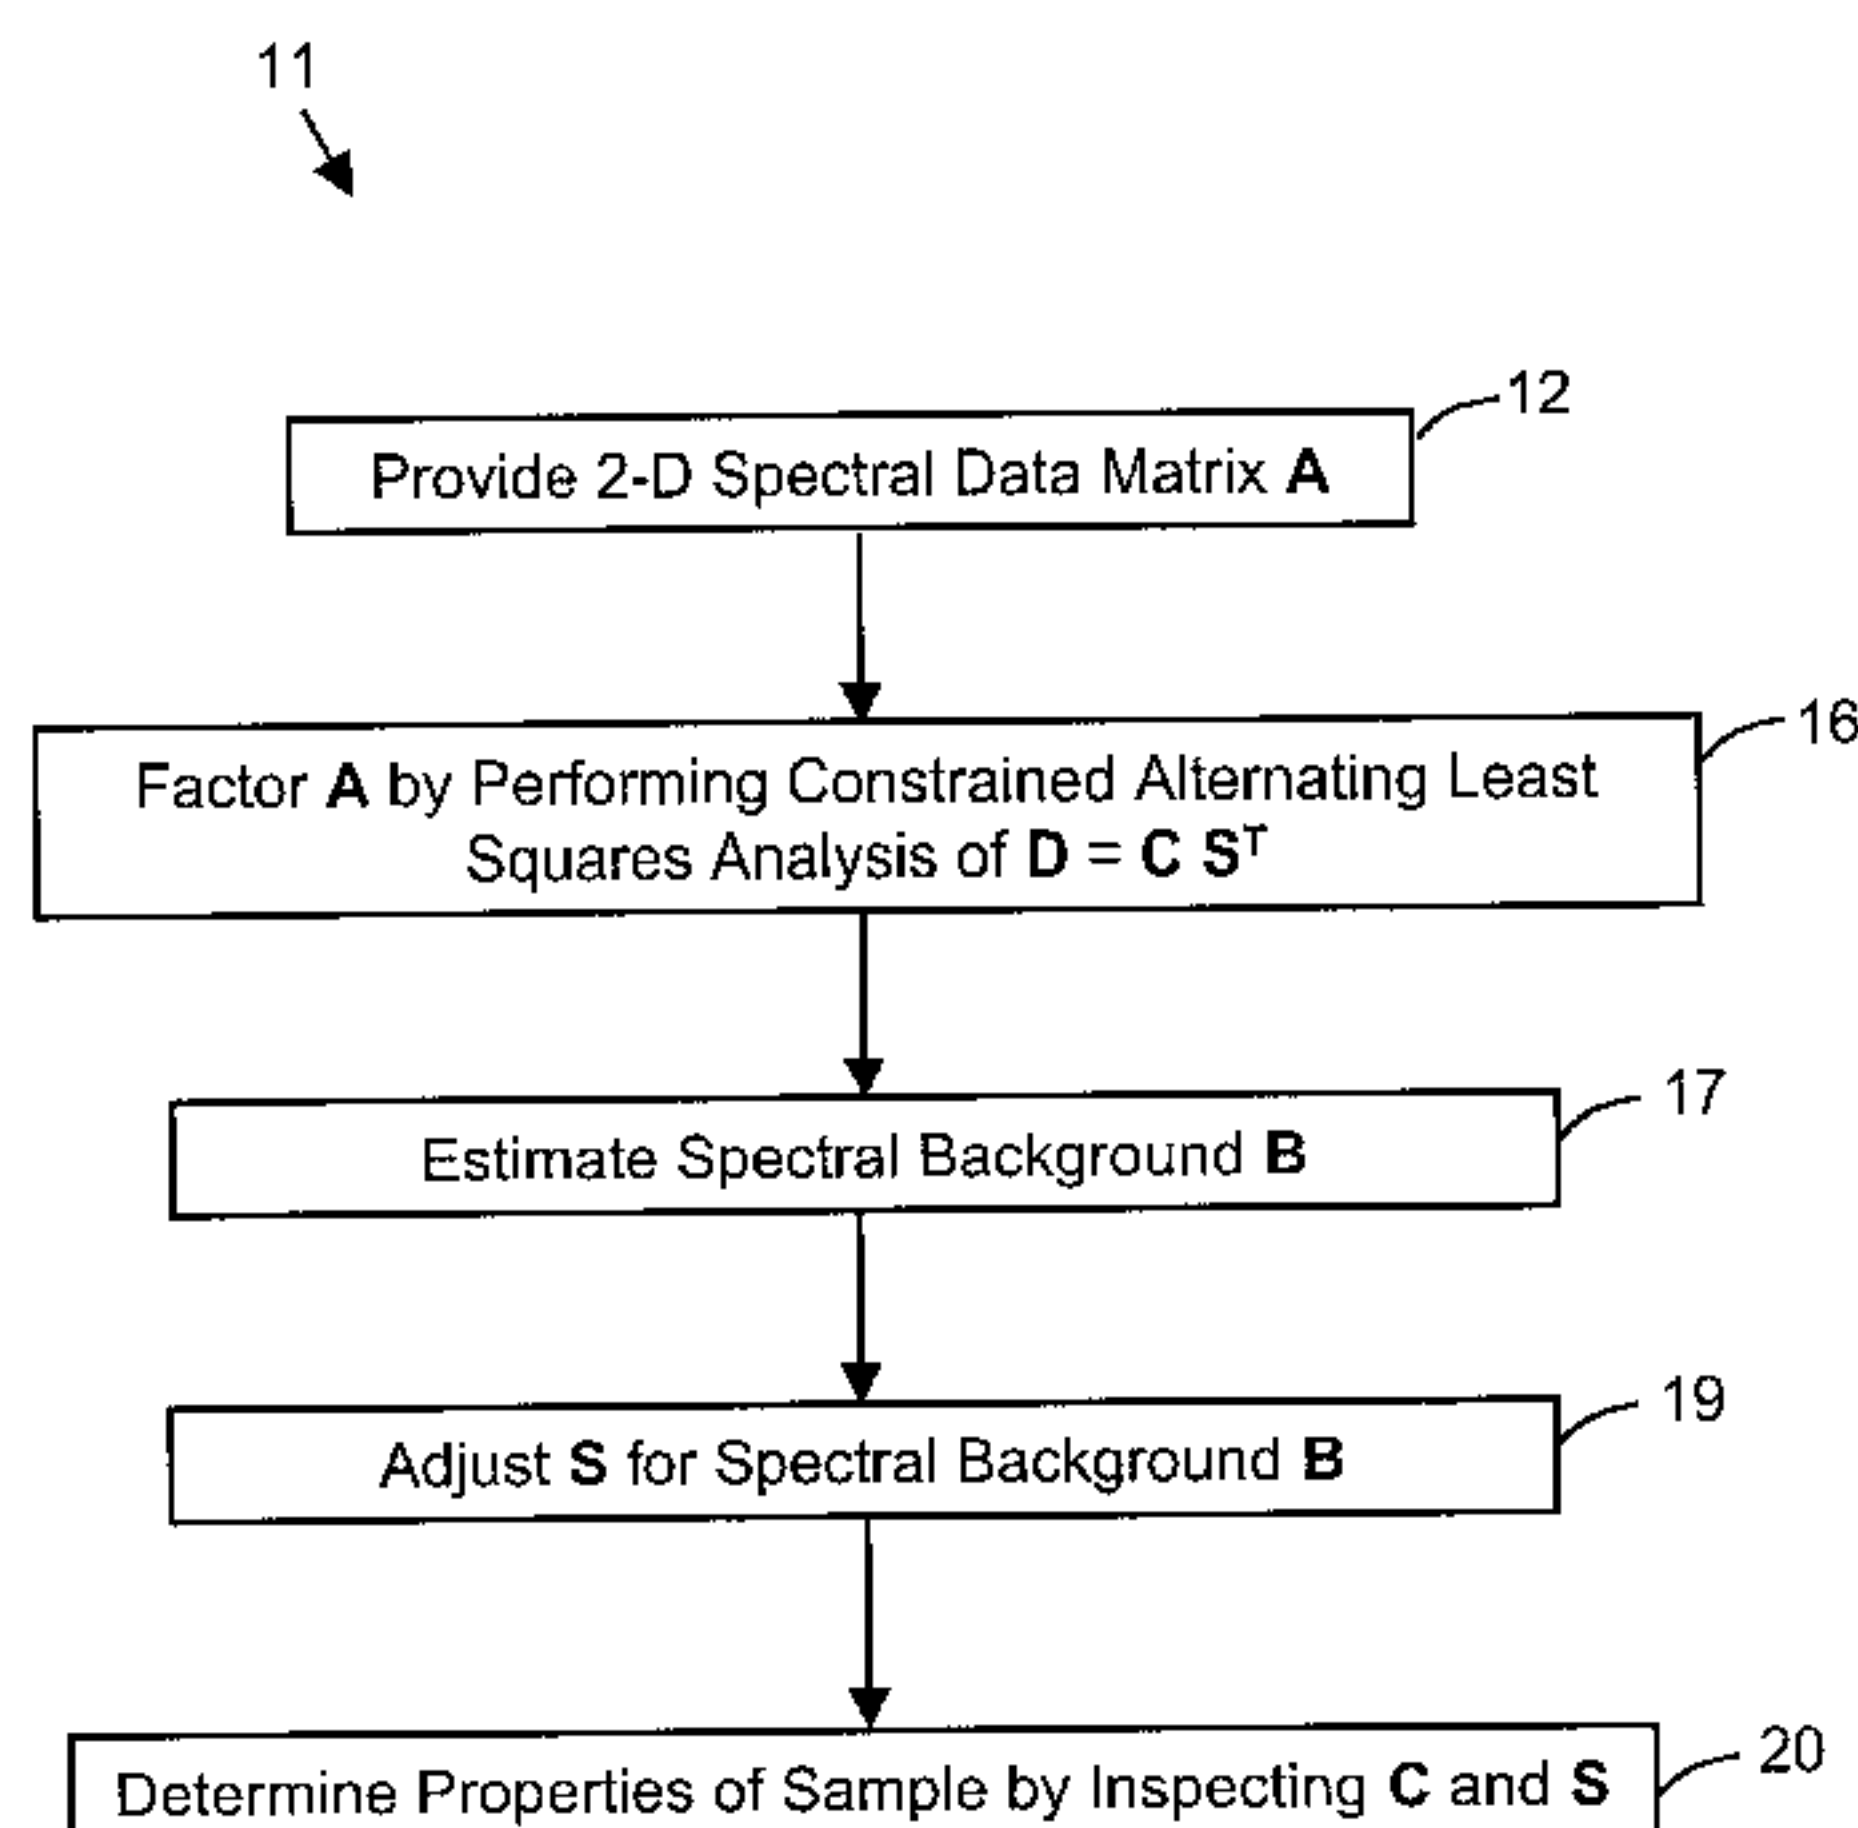 11
12
Provide 2-D Spectral Data Matrix A
16
Factor A by Performing Constrained Alternating Least
Squares Analysis of D = C Sᵀ
17
Estimate Spectral Background B
19
Adjust S for Spectral Background B
20
Determine Properties of Sample by Inspecting C and S